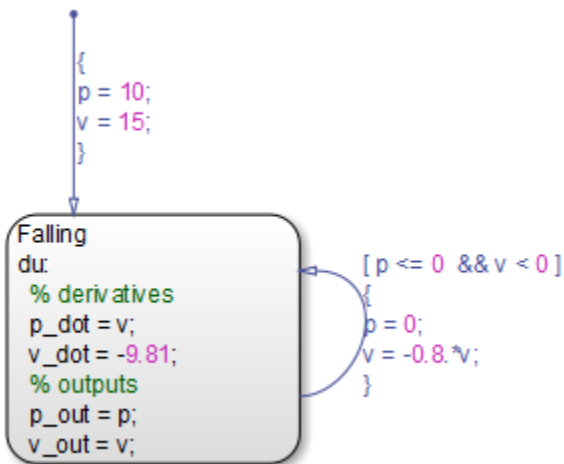 {
p = 10;
v = 15;
}
Falling
du:
% derivatives
p_dot = v;
v_dot = -9.81;
% outputs
p_out = p;
v_out = v;
[ p <= 0 && v < 0 ]
{
p = 0;
v = -0.8.*v;
}